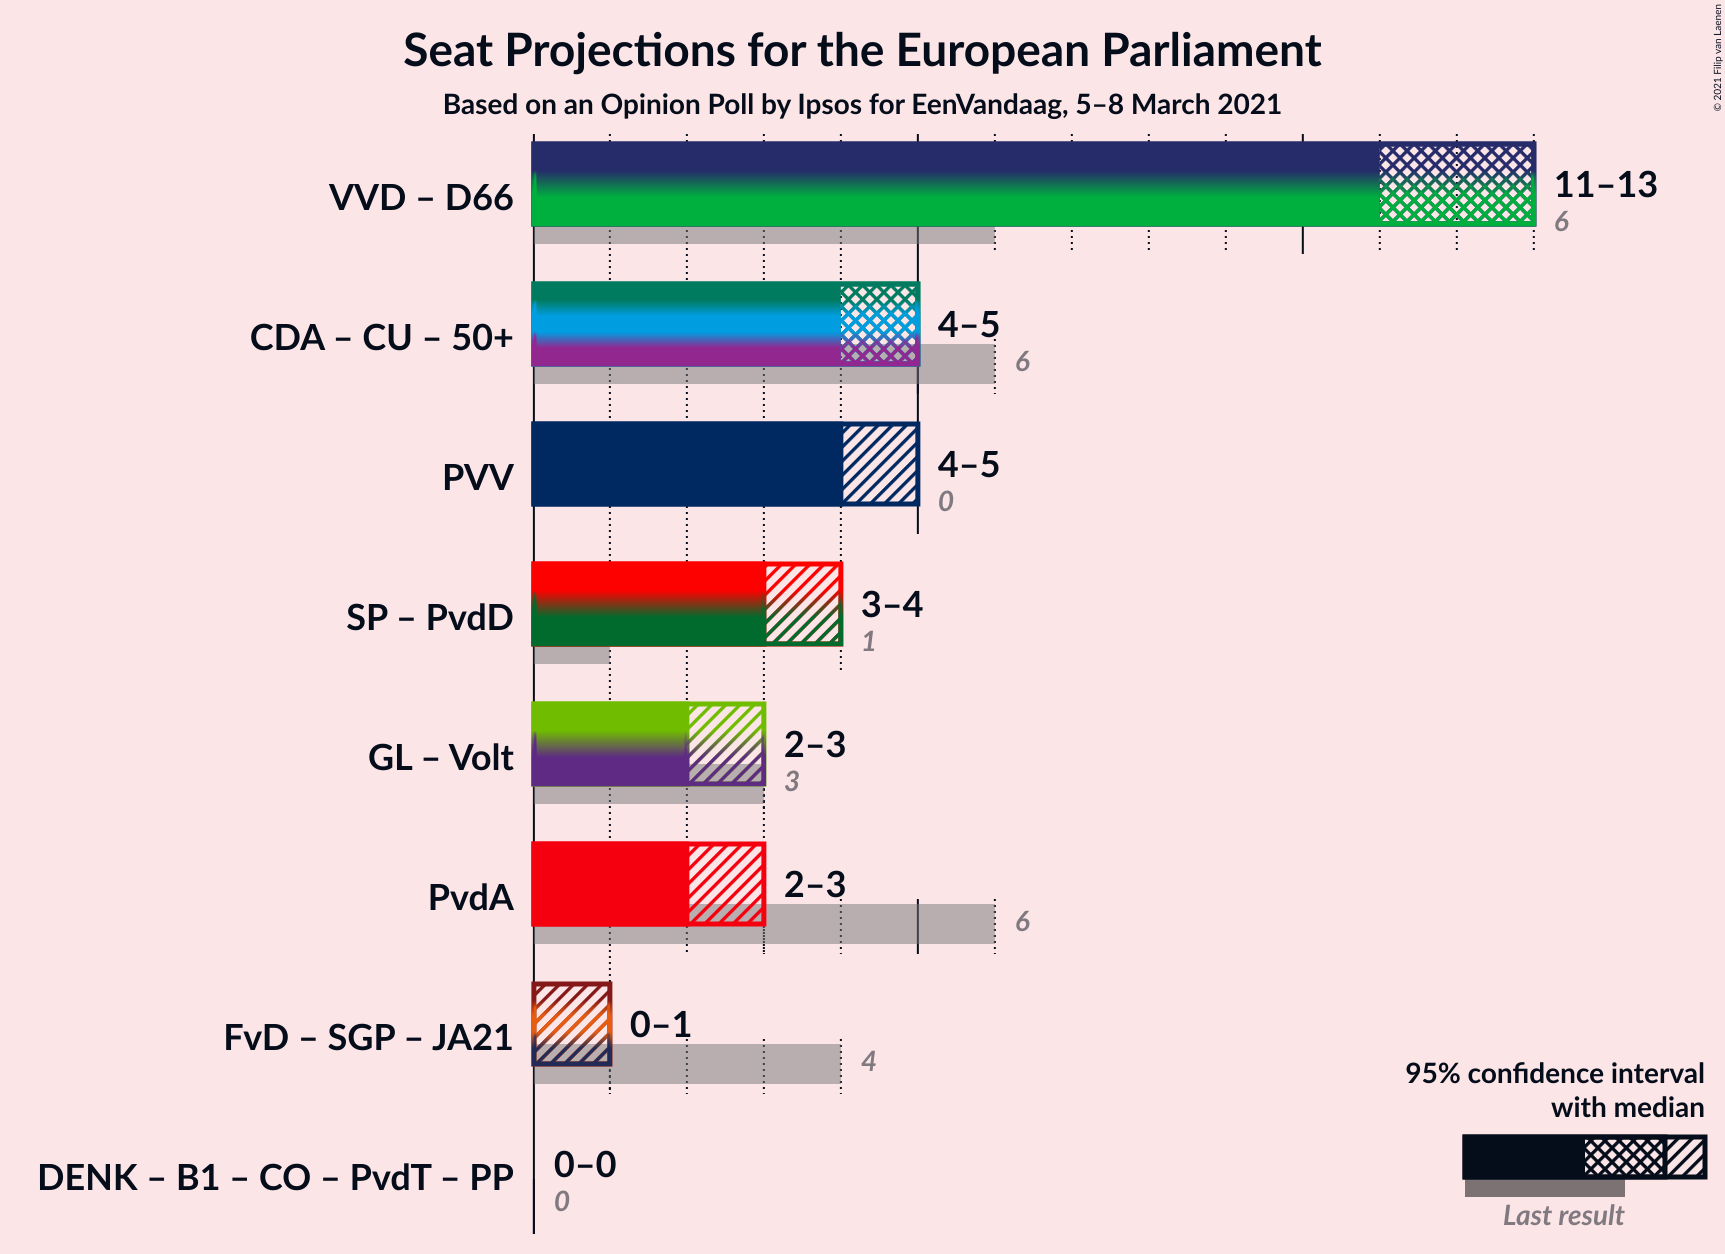 Seat Projections for the European Parliament
Based on an Opinion Poll by Ipsos for EenVandaag, 5–8 March 2021
© 2021 Filip van Laenen
VVD – D66
11–13
6
CDA – CU – 50+
4–5
6
PVV
4–5
0
SP – PvdD
3–4
1
GL – Volt
2–3
3
PvdA
2–3
6
FvD – SGP – JA21
0–1
4
DENK – B1 – CO – PvdT – PP
0–0
0
95% confidence interval
with median
Last result